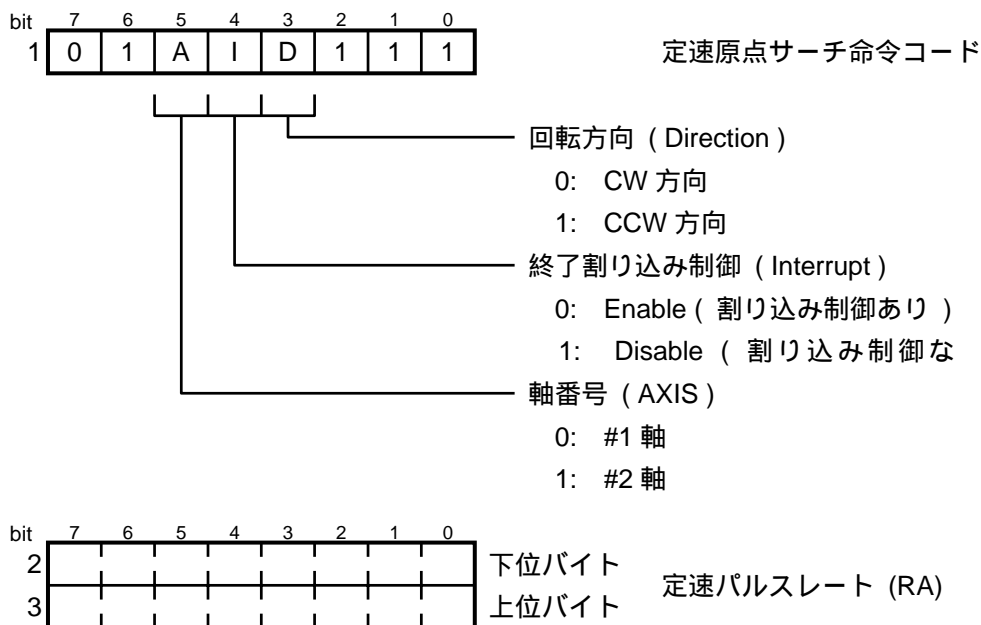 bit 7 6 5 4 3 2 1 0
1 0 1 A I D 1 1 1 定速原点サーチ命令コード
回転方向 ( Direction )
0: CW 方向
1: CCW 方向
終了割り込み制御 ( Interrupt )
0: Enable ( 割り込み制御あり )
1: Disable ( 割り込み制御な
軸番号 ( AXIS )
0: #1 軸
1: #2 軸
bit 7 6 5 4 3 2 1 0
2 下位バイト
定速パルスレート (RA)
3 上位バイト